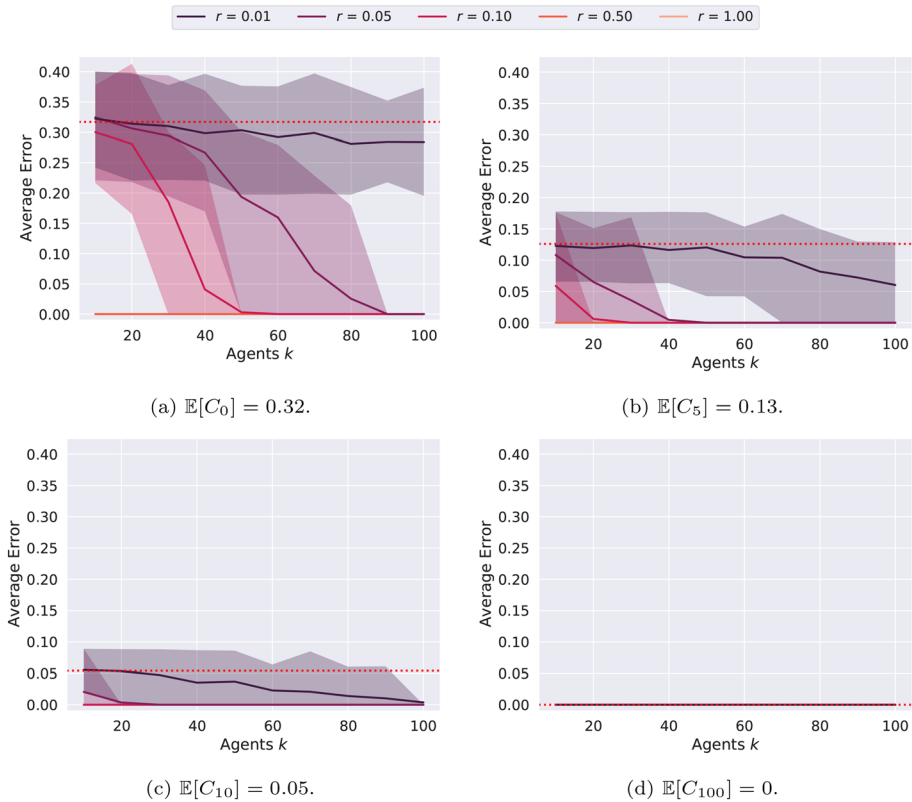 r = 0.01 r = 0.05 r = 0.10 r = 0.50 r = 1.00
0.40
0.35
0.30
0.25
0.20
0.15
0.10
0.05
0.00
Average Error
20 40 60 80 100
Agents k
(a) 𝔼[C₀] = 0.32.
0.40
0.35
0.30
0.25
0.20
0.15
0.10
0.05
0.00
Average Error
20 40 60 80 100
Agents k
(b) 𝔼[C₅] = 0.13.
0.40
0.35
0.30
0.25
0.20
0.15
0.10
0.05
0.00
Average Error
20 40 60 80 100
Agents k
(c) 𝔼[C₁₀] = 0.05.
0.40
0.35
0.30
0.25
0.20
0.15
0.10
0.05
0.00
Average Error
20 40 60 80 100
Agents k
(d) 𝔼[C₁₀₀] = 0.